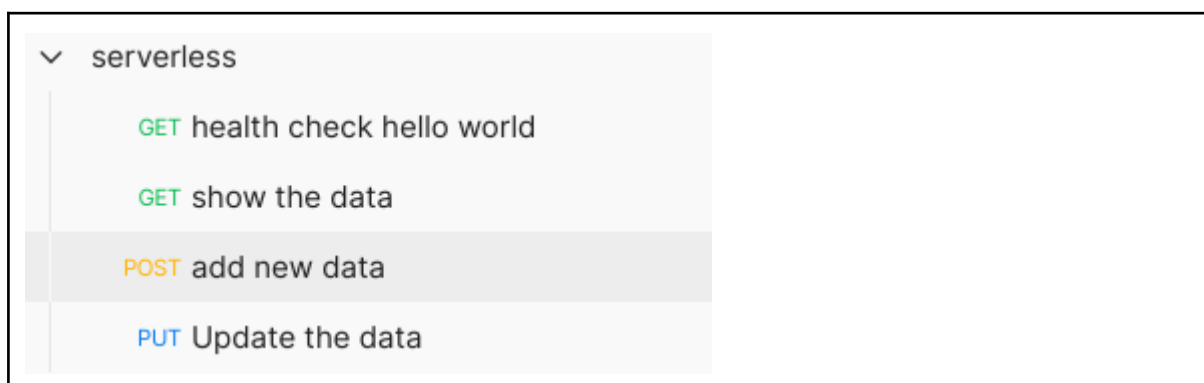 serverless
GET health check hello world
GET show the data
POST add new data
PUT Update the data